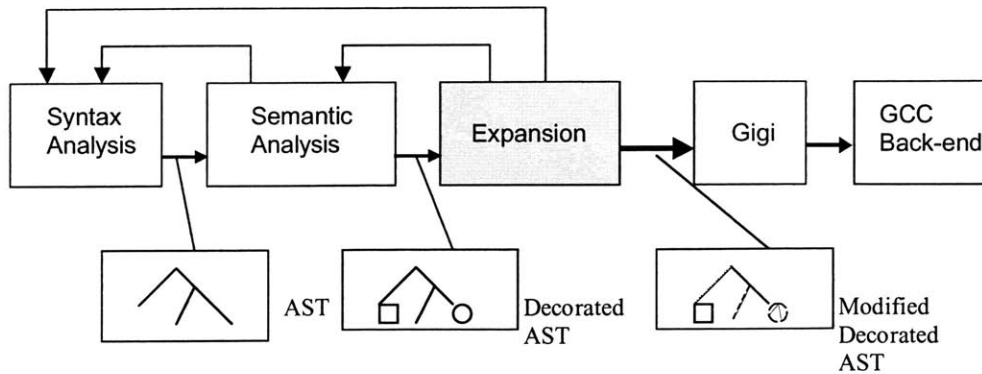 Syntax
Analysis
Semantic
Analysis
Expansion
Gigi
GCC
Back-end
AST
Decorated
AST
Modified
Decorated
AST